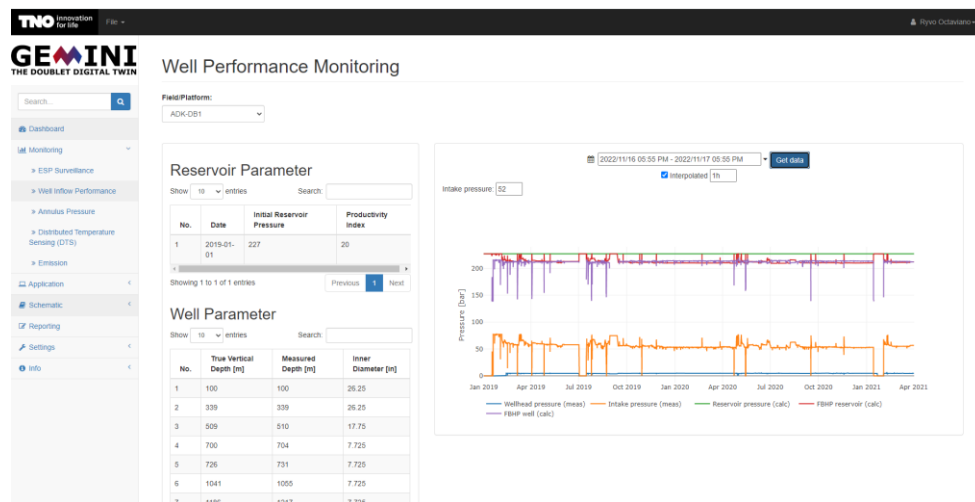 TNO innovation for life
File
Ryvo Octaviano
GEMINI
THE DOUBLET DIGITAL TWIN
Search...
Dashboard
Monitoring
» ESP Surveillance
» Well Inflow Performance
» Annulus Pressure
» Distributed Temperature
Sensing (DTS)
» Emission
Application
Schematic
Reporting
Settings
Info
Well Performance Monitoring
Field/Platform:
ADK-DB1
Reservoir Parameter
Show 10 entries Search:
No. Date Initial Reservoir Pressure Productivity Index
1 2019-01-01 227 20
Showing 1 to 1 of 1 entries Previous 1 Next
Well Parameter
Show 10 entries Search:
No. True Vertical Depth [m] Measured Depth [m] Inner Diameter [in]
1 100 100 26.25
2 339 339 26.25
3 509 510 17.75
4 700 704 7.725
5 726 731 7.725
6 1041 1055 7.725
2022/11/16 05:55 PM - 2022/11/17 05:55 PM Get data
Interpolated 1h
Intake pressure: 52
Pressure [bar]
200
150
100
50
0
Jan 2019 Apr 2019 Jul 2019 Oct 2019 Jan 2020 Apr 2020 Jul 2020 Oct 2020 Jan 2021 Apr 2021
Wellhead pressure (meas) Intake pressure (meas) Reservoir pressure (calc) FBHP reservoir (calc)
FBHP well (calc)